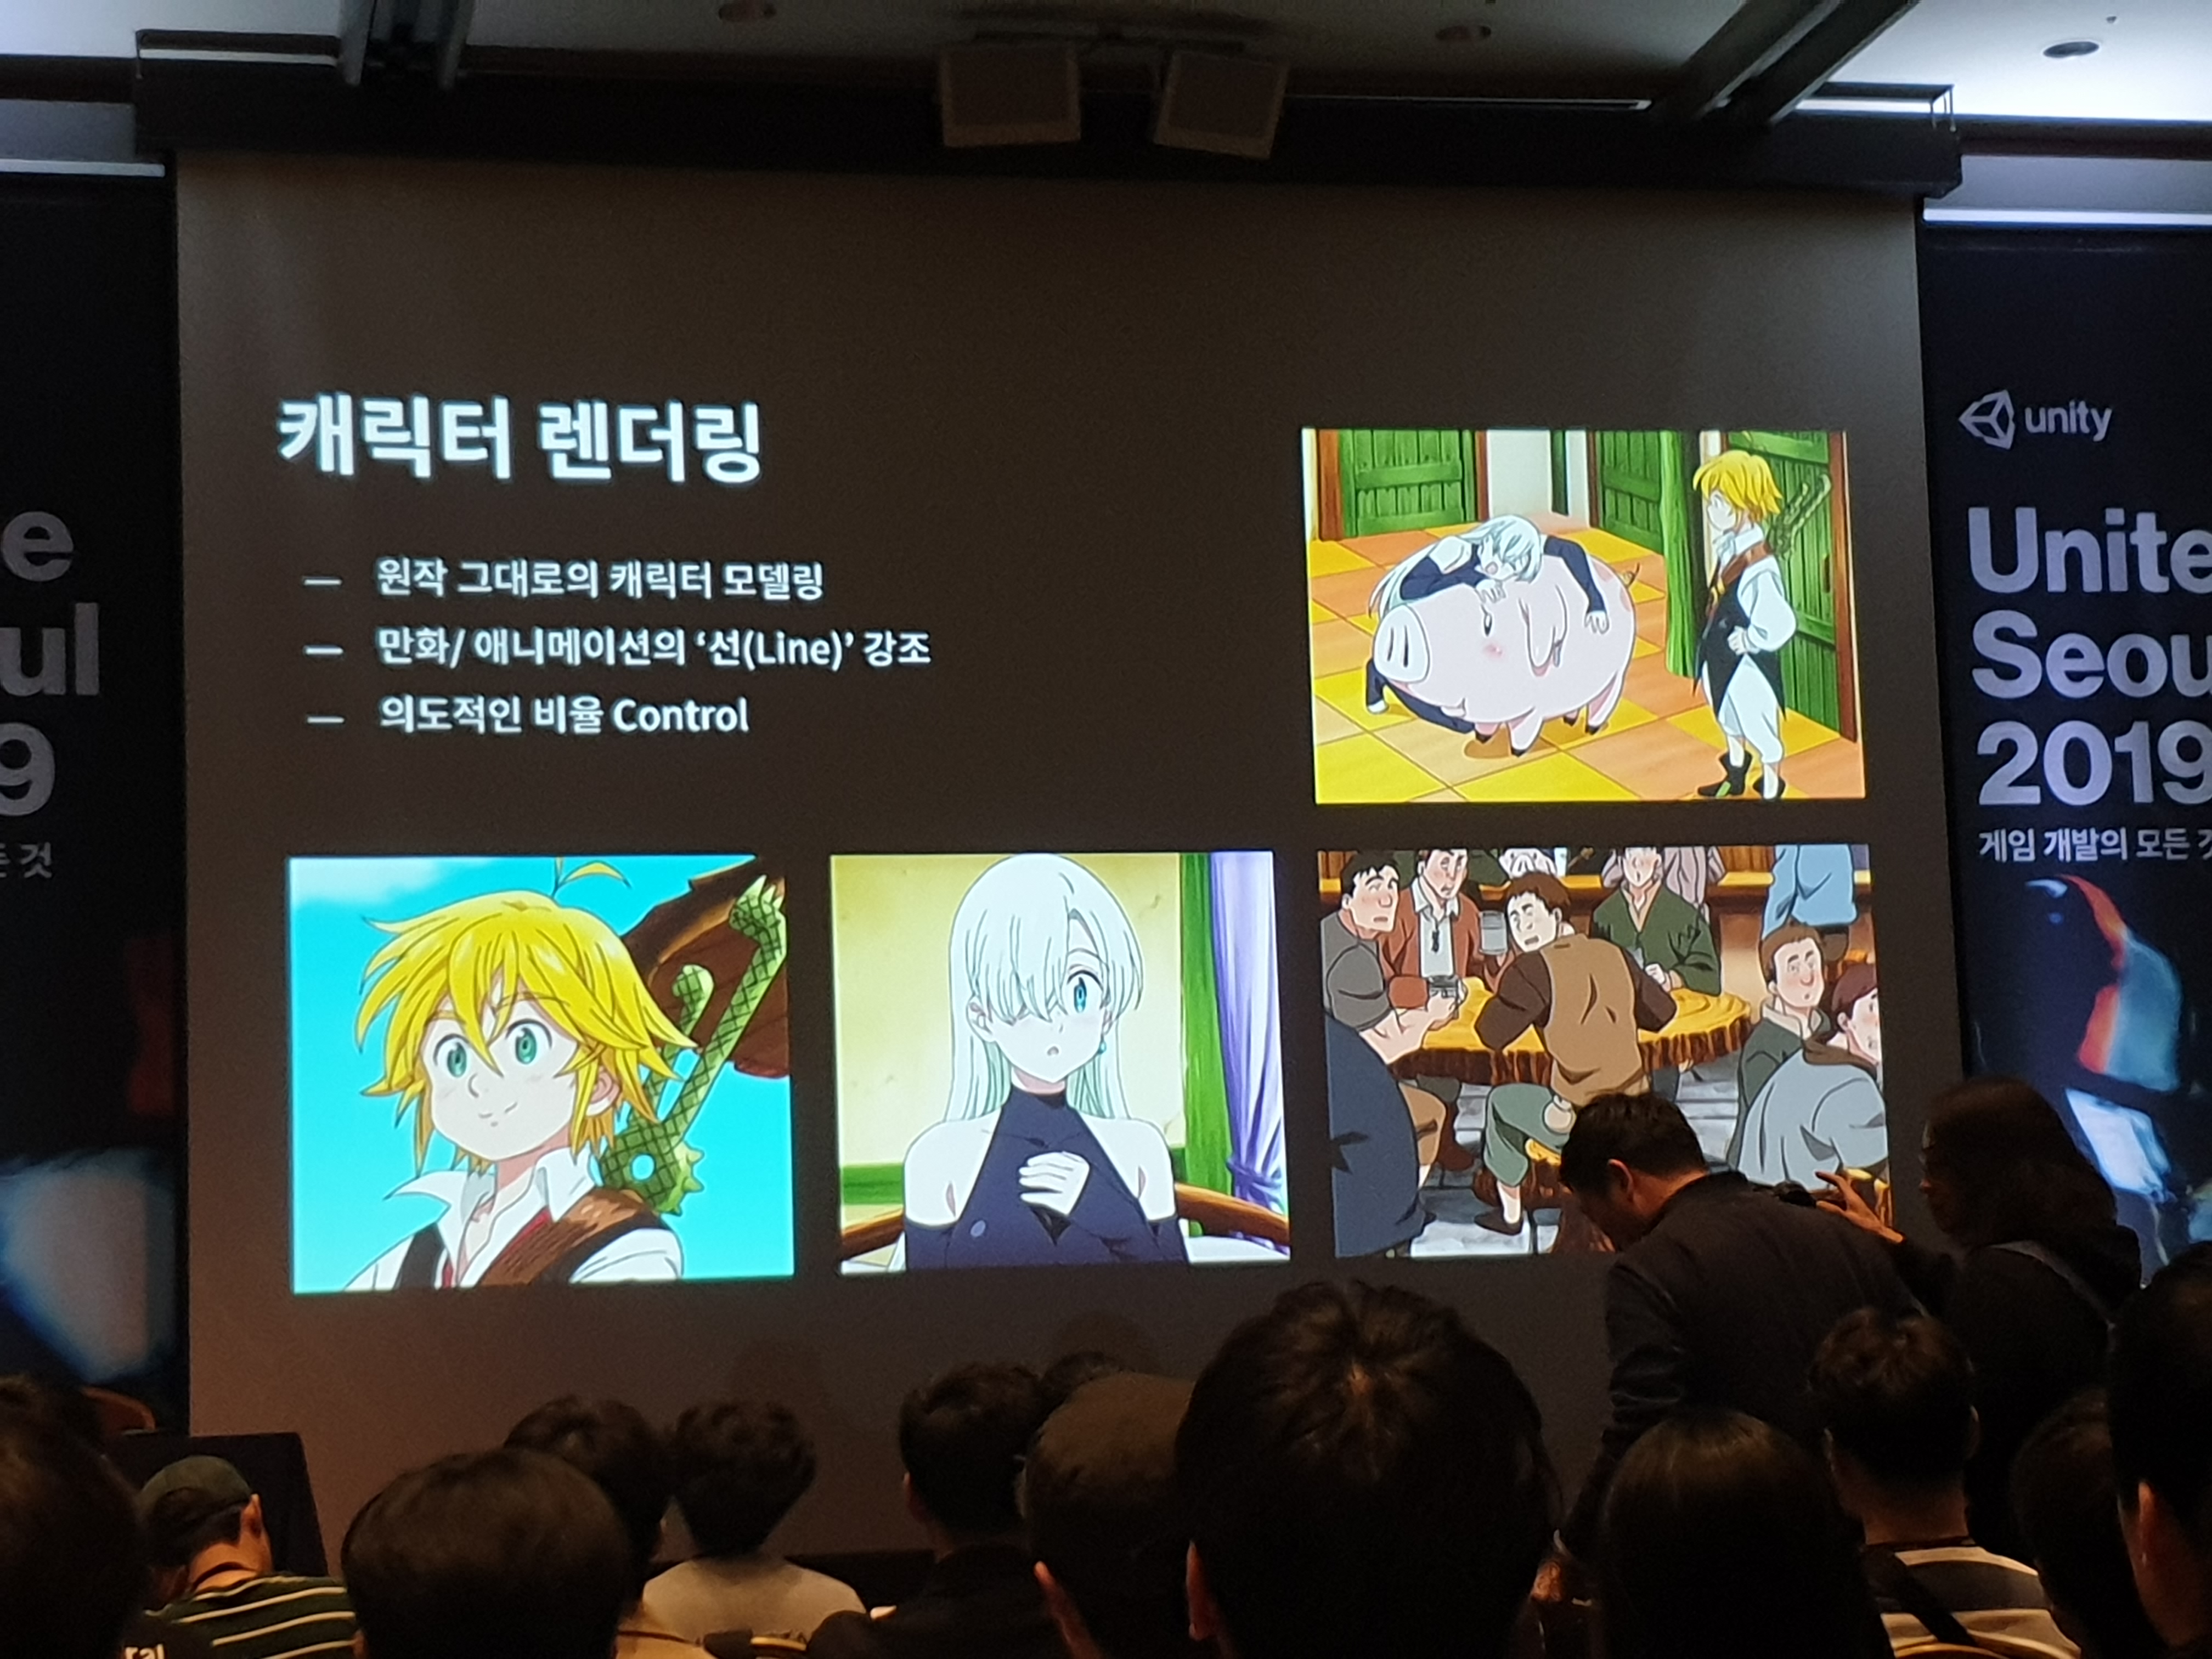 캐릭터 렌더링
— 원작 그대로의 캐릭터 모델링
— 만화/ 애니메이션의 ‘선(Line)’ 강조
— 의도적인 비율 Control
unity
Unite
Seou
2019
게임 개발의 모든
e
ul
9
것